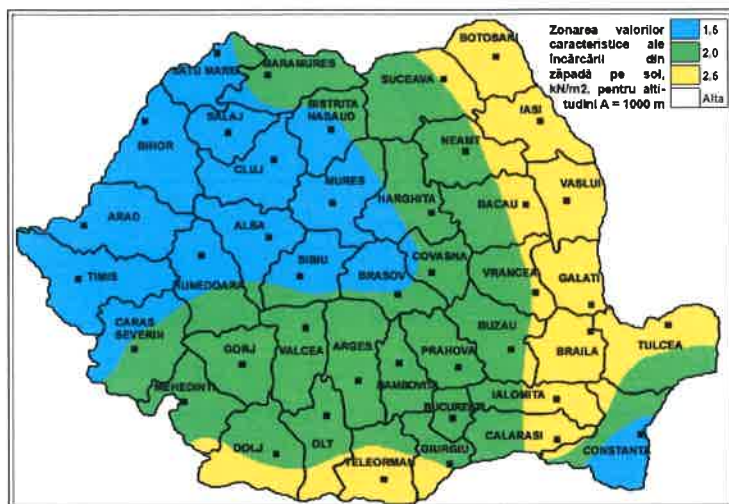 Zonarea valorilor
caracteristice ale
încărcării din
zăpadă pe sol,
kN/m2, pentru alti-
tudini A = 1000 m
1,5
2,0
2,5
Alta
BOTOSANI
SATU MARE
MARAMURES
SUCEAVA
BISTRITA
NASAUD
IASI
SALAJ
BIHOR
NEAMT
CLUJ
MURES
VASLUI
HARGHITA
BACAU
ARAD
ALBA
COVASNA
SIBIU
BRASOV
TIMIS
HUNEDOARA
VRANCEA
GALATI
CARAS
SEVERIN
BUZAU
GORJ
VALCEA
ARGES
PRAHOVA
BRAILA
TULCEA
MEHEDINTI
DAMBOVITA
IALOMITA
BUCURESTI
DOLJ
OLT
GIURGIU
CALARASI
CONSTANTA
TELEORMAN